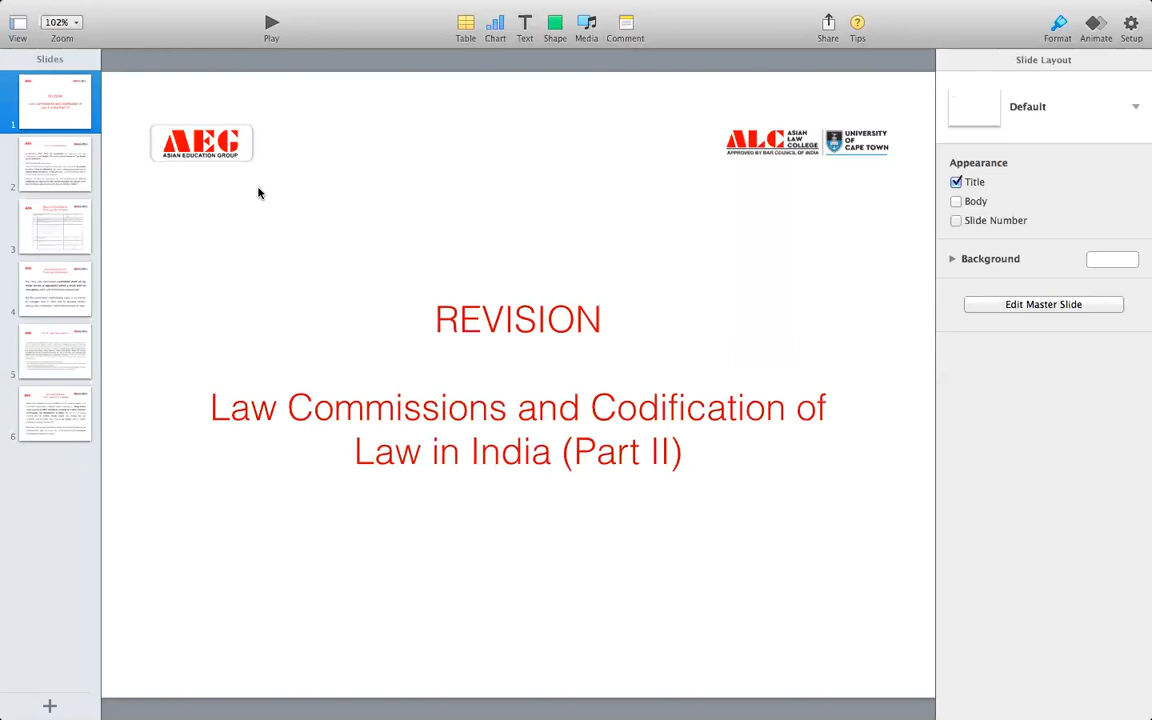 102%
View
Zoom
Play
Table
Chart
Text
Shape
Media
Comment
Share
Tips
Format
Animate
Setup
Slides
Slide Layout
1
2
3
4
5
6
AEG
ASIAN EDUCATION GROUP
ALC
ASIAN
LAW
COLLEGE
APPROVED BY BAR COUNCIL OF INDIA
UNIVERSITY
OF
CAPE TOWN
REVISION
Law Commissions and Codification of
Law in India (Part II)
Default
Appearance
Title
Body
Slide Number
Background
Edit Master Slide